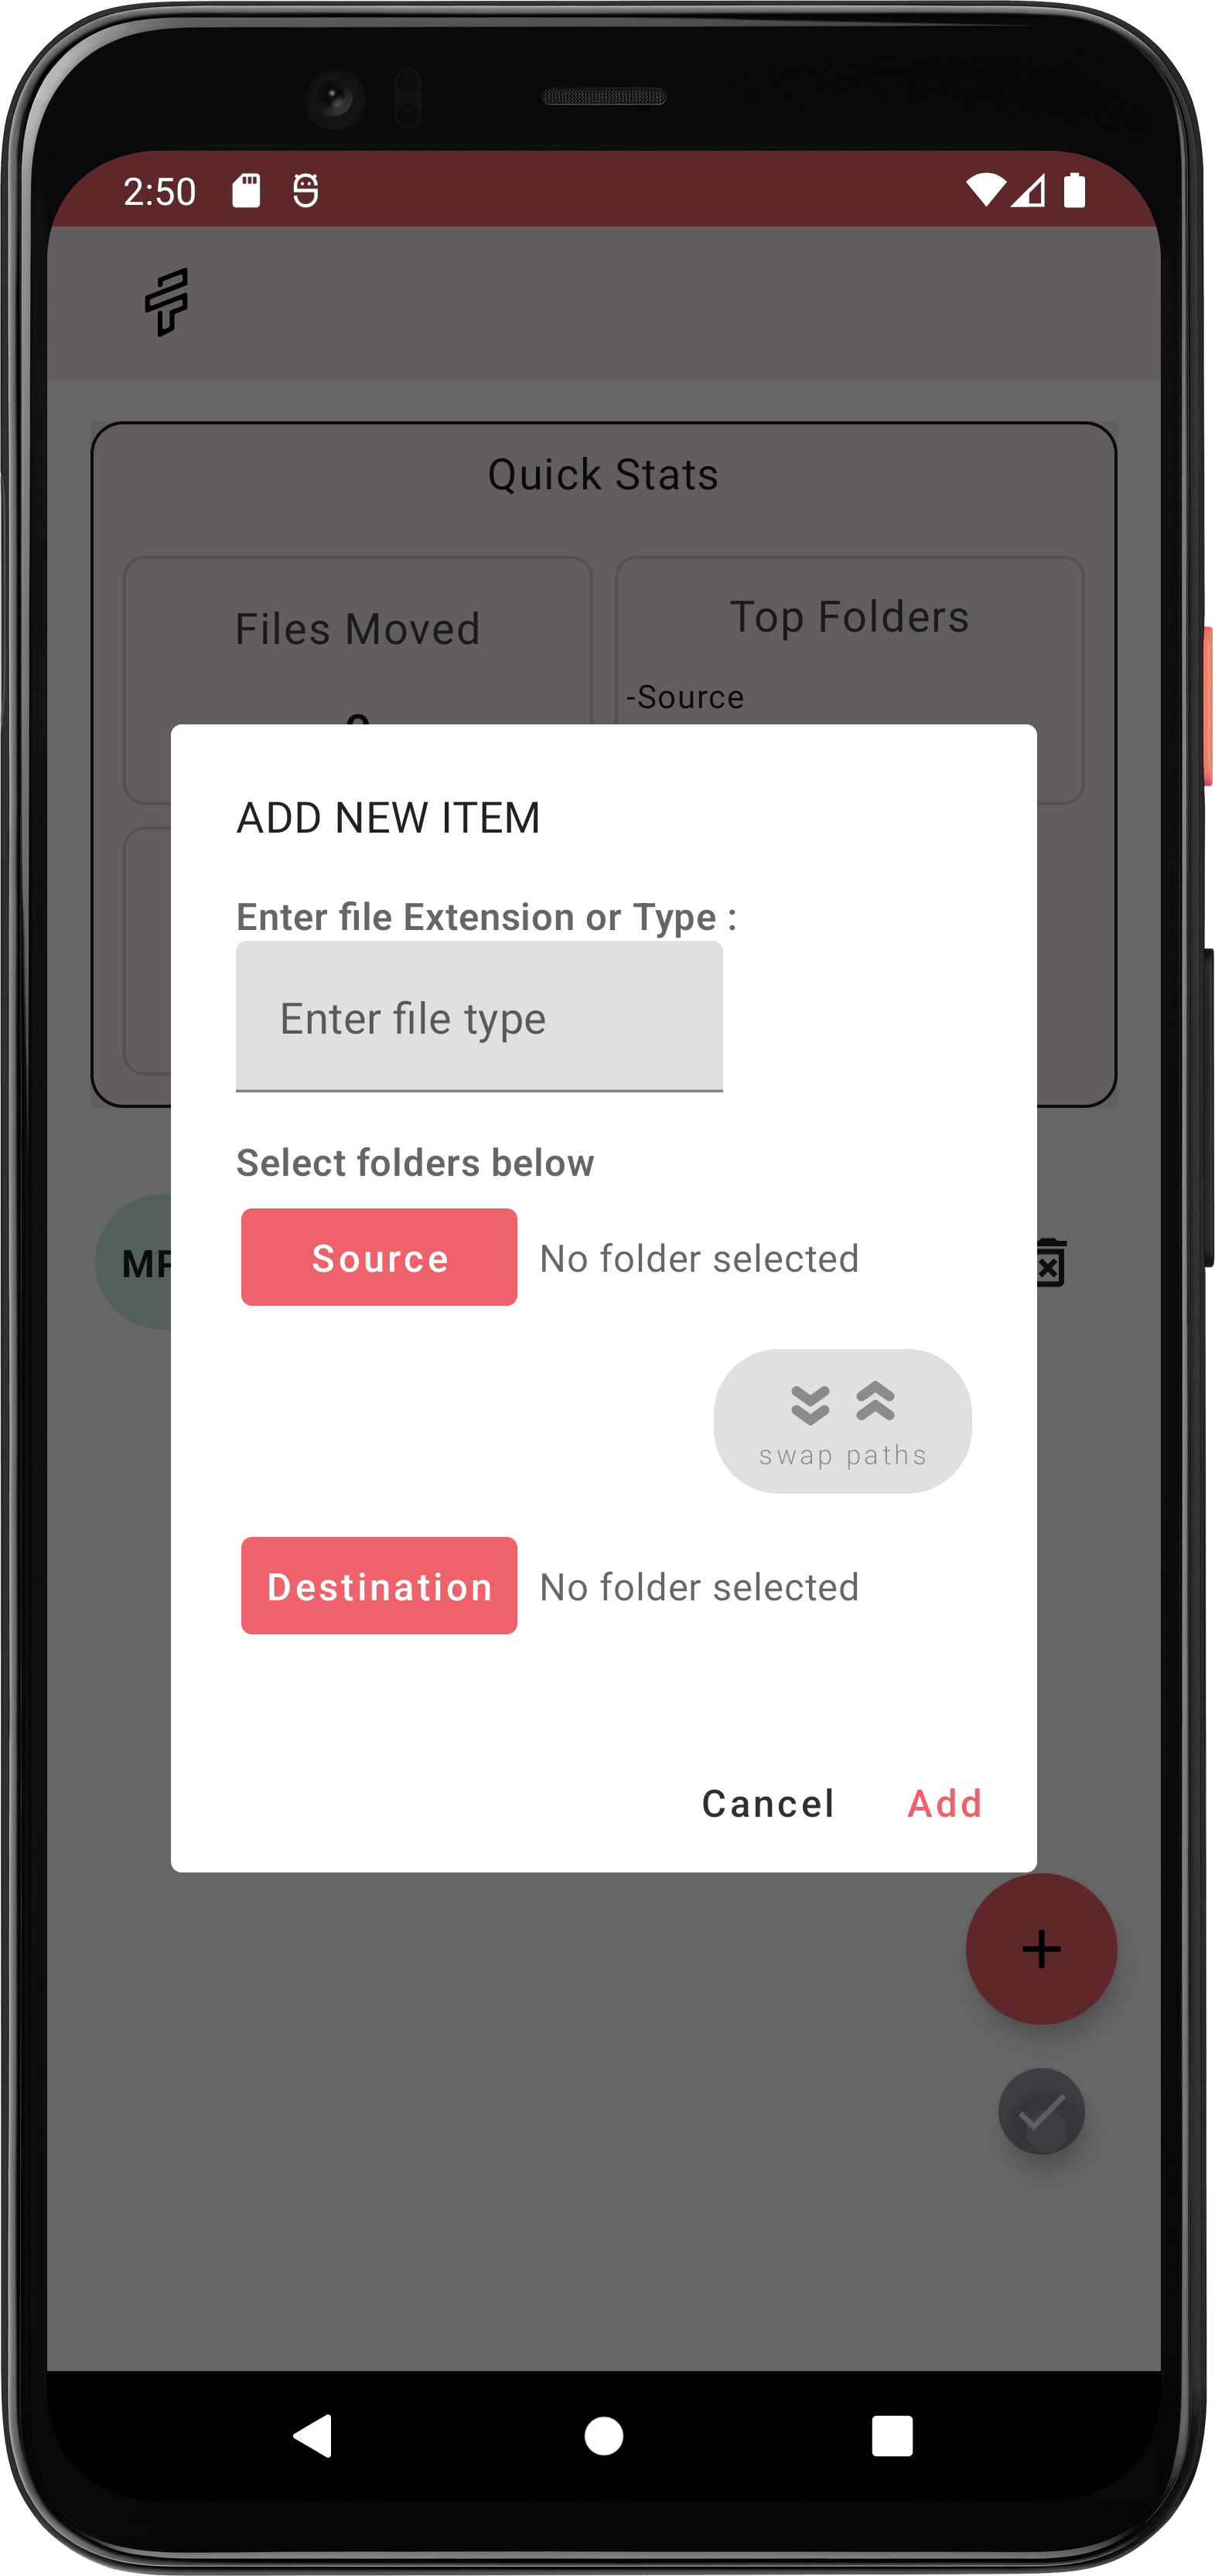 2:50
Quick Stats
Files Moved
Top Folders
-Source
ADD NEW ITEM
Enter file Extension or Type :
Enter file type
Select folders below
Source No folder selected
swap paths
Destination No folder selected
Cancel Add